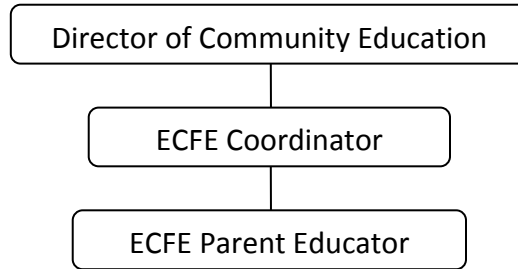 Director of Community Education
ECFE Coordinator
ECFE Parent Educator